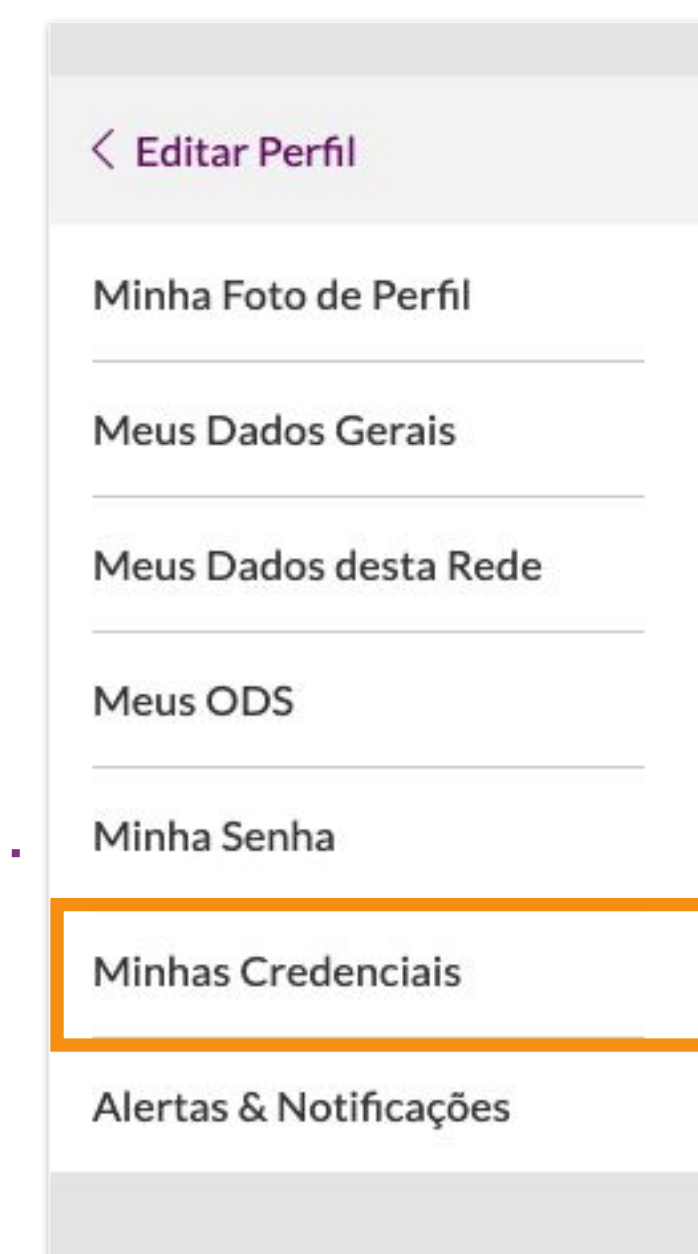 < Editar Perfil
Minha Foto de Perfil
Meus Dados Gerais
Meus Dados desta Rede
Meus ODS
Minha Senha
Minhas Credenciais
Alertas & Notificações